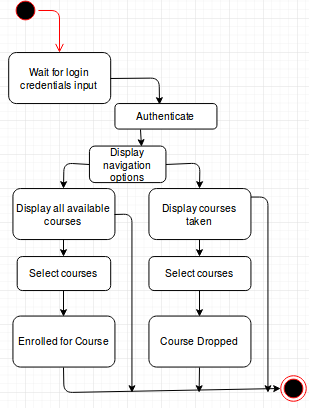 Wait for login
credentials input
Authenticate
Display
navigation
options
Display all available
courses
Display courses
taken
Select courses
Select courses
Enrolled for Course
Course Dropped